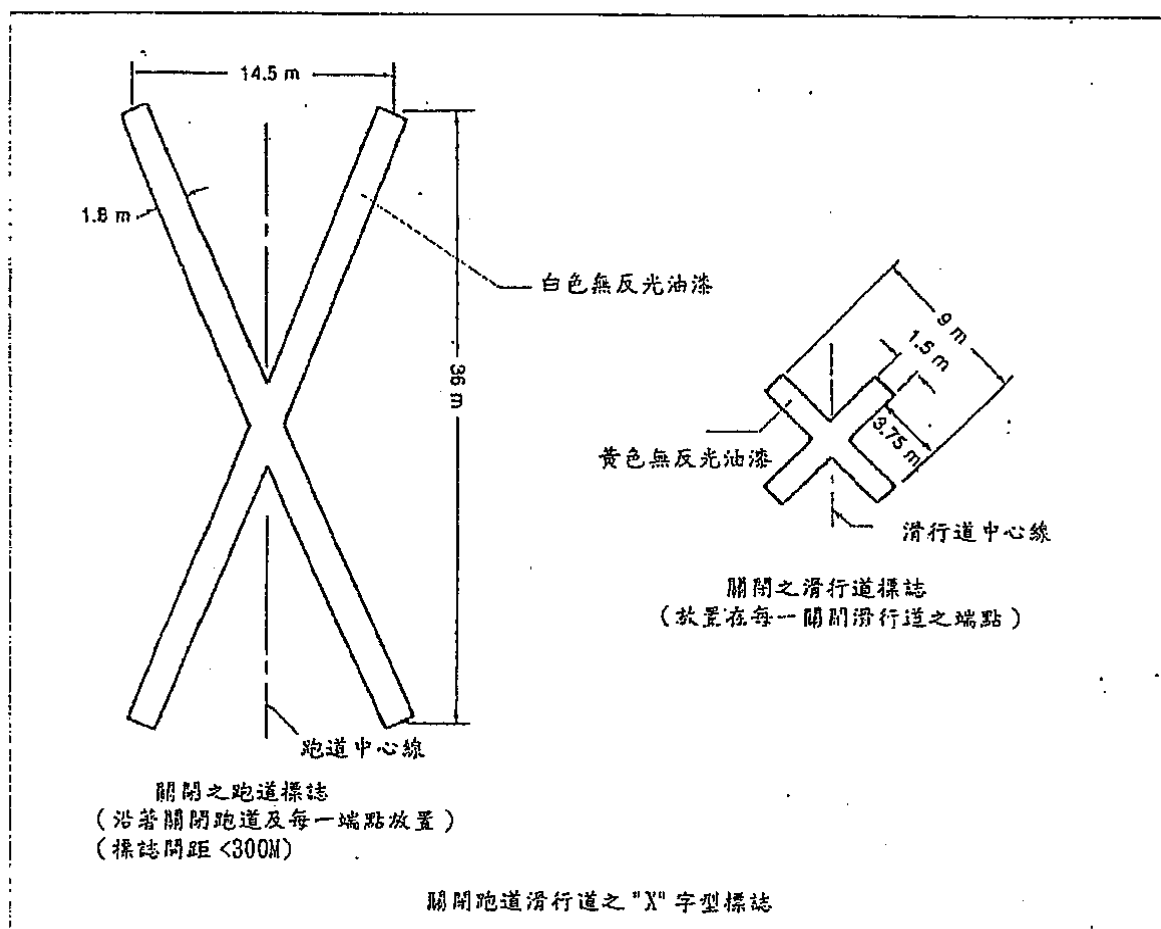 14.5 m
1.8 m
白色無反光油漆
36 m
跑道中心線
關閉之跑道標誌
(沿著關閉跑道及每一端點放置)
(標誌間距<300M)
9 m
1.5 m
3.75 m
黃色無反光油漆
滑行道中心線
關閉之滑行道標誌
(放置在每一關閉滑行道之端點)
關閉跑道滑行道之"X"字型標誌